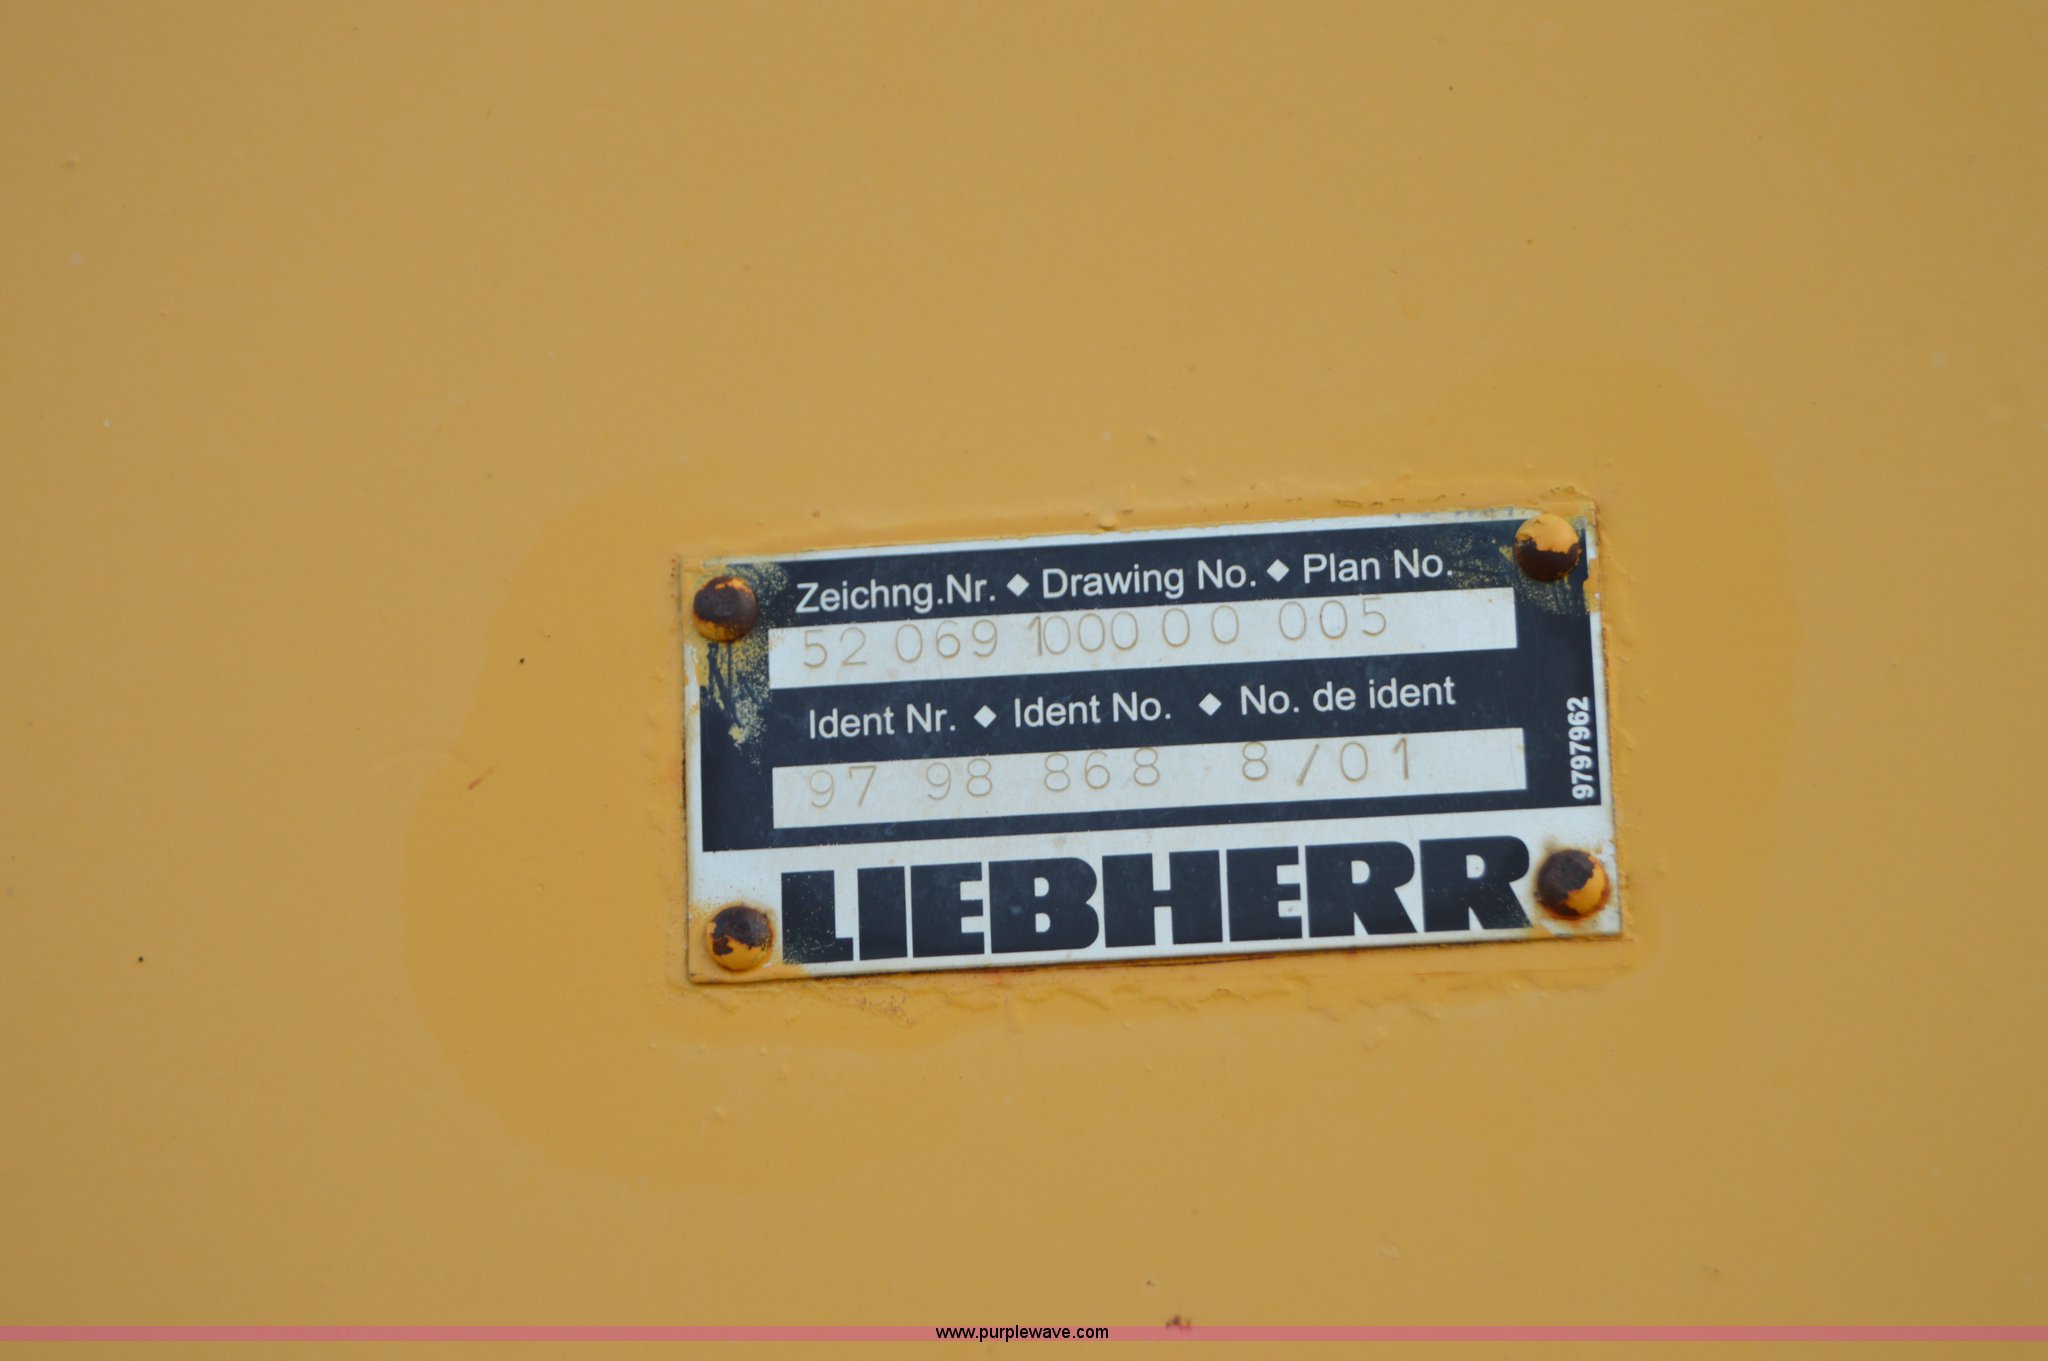 Zeichng.Nr. ◆ Drawing No. ◆ Plan No.
52 069 1000 0 0 005
Ident Nr. ◆ Ident No. ◆ No. de ident
97 98 868 8/01
9797962
LIEBHERR
www.purplewave.com